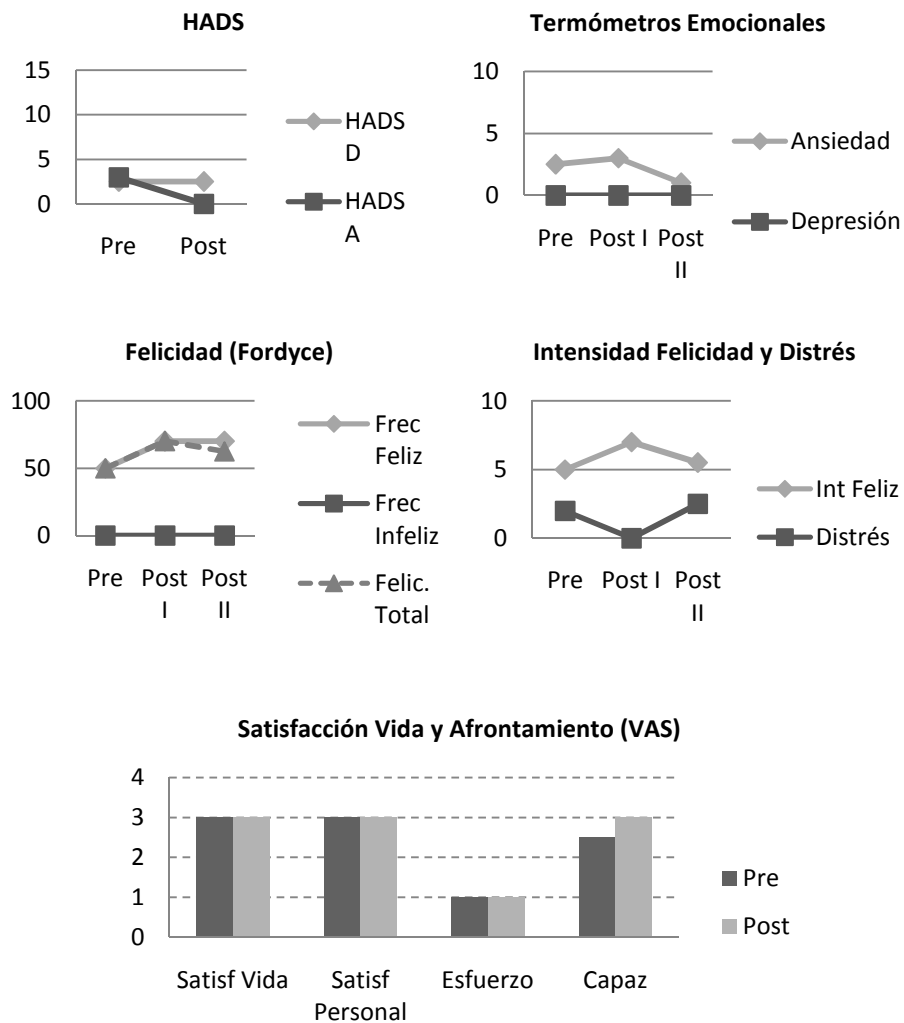 HADS
15
10
5
0
Pre
Post
HADS
D
HADS
A
Termómetros Emocionales
10
5
0
Pre
Post I
Post
II
Ansiedad
Depresión
Felicidad (Fordyce)
100
50
0
Pre
Post
I
Post
II
Frec
Feliz
Frec
Infeliz
Felic.
Total
Intensidad Felicidad y Distrés
10
5
0
Pre
Post I
Post
II
Int Feliz
Distrés
Satisfacción Vida y Afrontamiento (VAS)
4
3
2
1
0
Satisf Vida
Satisf
Personal
Esfuerzo
Capaz
Pre
Post